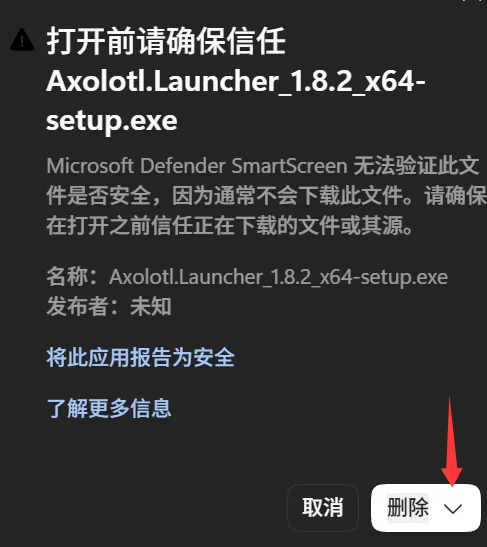 打开前请确保信任
Axolotl.Launcher_1.8.2_x64-
setup.exe
Microsoft Defender SmartScreen 无法验证此文
件是否安全，因为通常不会下载此文件。请确保
在打开之前信任正在下载的文件或其源。
名称：Axolotl.Launcher_1.8.2_x64-setup.exe
发布者：未知
将此应用报告为安全
了解更多信息
取消
删除